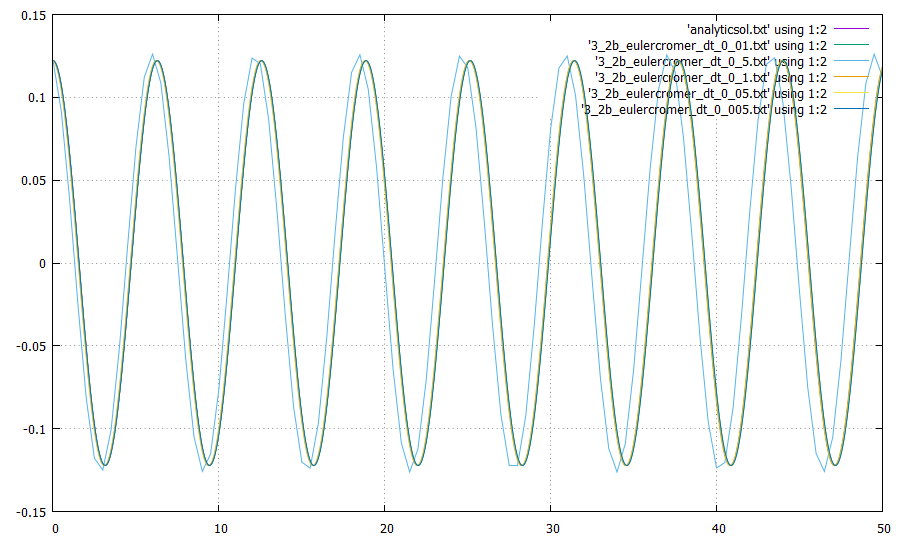 0.15
'analyticsol.txt' using 1:2
'3_2b_eulercromer_dt_0_01.txt' using 1:2
'3_2b_eulercromer_dt_0_5.txt' using 1:2
'3_2b_eulercromer_dt_0_1.txt' using 1:2
'3_2b_eulercromer_dt_0_05.txt' using 1:2
'3_2b_eulercromer_dt_0_005.txt' using 1:2
0.1
0.05
0
-0.05
-0.1
-0.15
0 10 20 30 40 50